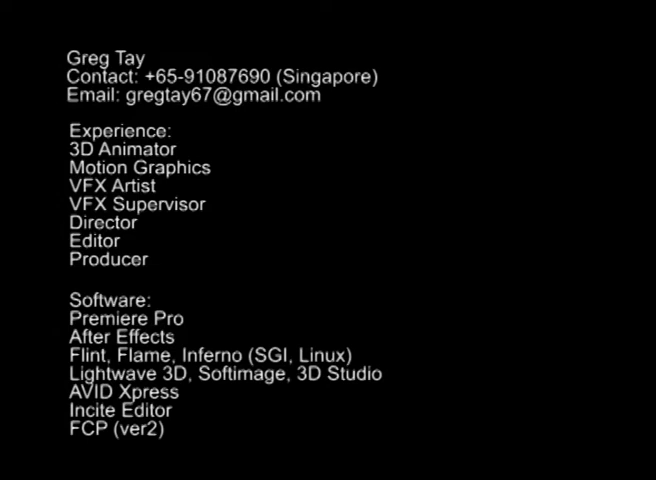 Greg Tay
Contact: +65-91087690 (Singapore)
Email: gregtay67@gmail.com
Experience:
3D Animator
Motion Graphics
VFX Artist
VFX Supervisor
Director
Editor
Producer
Software:
Premiere Pro
After Effects
Flint, Flame, Inferno (SGI, Linux)
Lightwave 3D, Softimage, 3D Studio
AVID Xpress
Incite Editor
FCP (ver2)